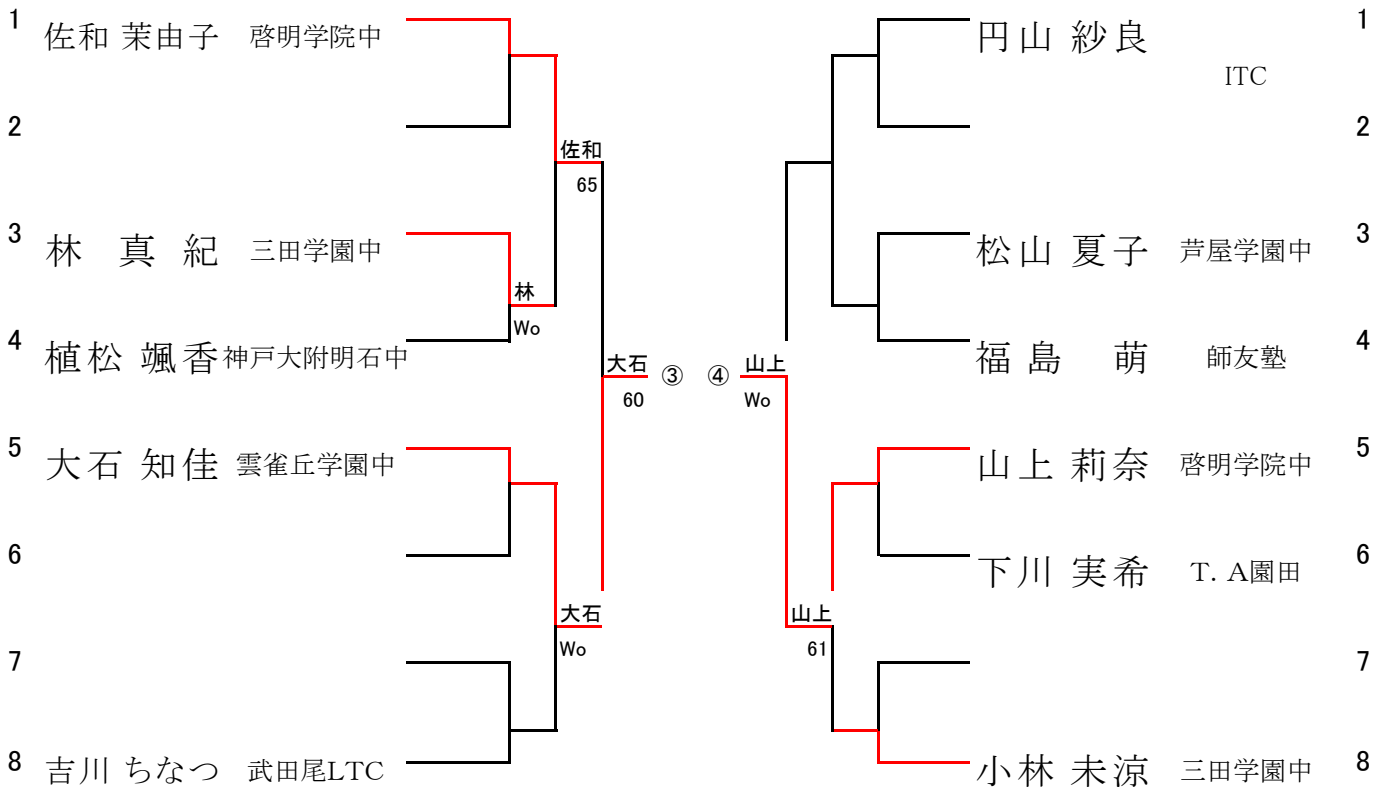 1 佐和 茉由子 啓明学院中
2
佐和
65
3 林 真 紀 三田学園中
林
Wo
4 植松 颯香 神戸大附明石中
大石 ③
60
5 大石 知佳 雲雀丘学園中
6
大石
Wo
7
8 吉川 ちなつ 武田尾LTC
円山 紗良 1
ITC
2
松山 夏子 芦屋学園中 3
福島 萌 師友塾 4
④ 山上
Wo
山上 莉奈 啓明学院中 5
下川 実希 T. A園田 6
山上
61
7
小林 未涼 三田学園中 8